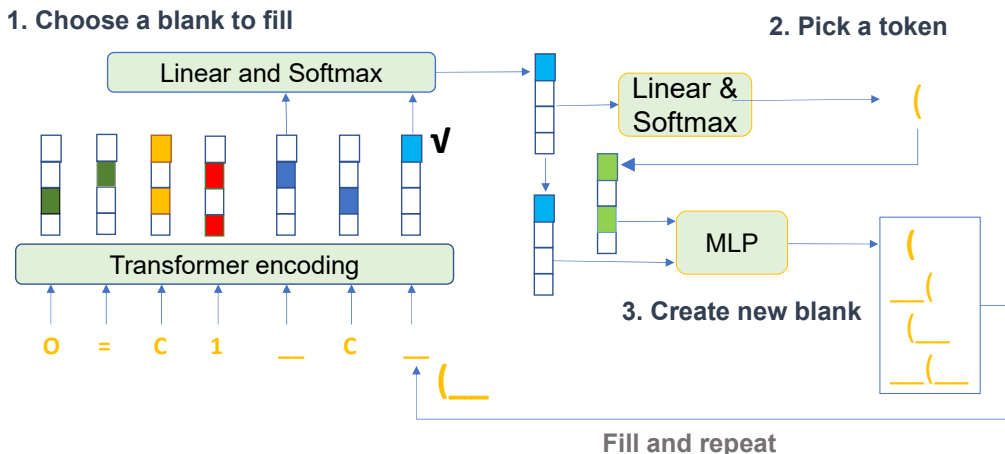 1. Choose a blank to fill
2. Pick a token
Linear and Softmax
Linear &
Softmax
(
√
Transformer encoding
MLP
3. Create new blank
(
__(
(__
__(__
O = C 1 __ C __
(__
Fill and repeat